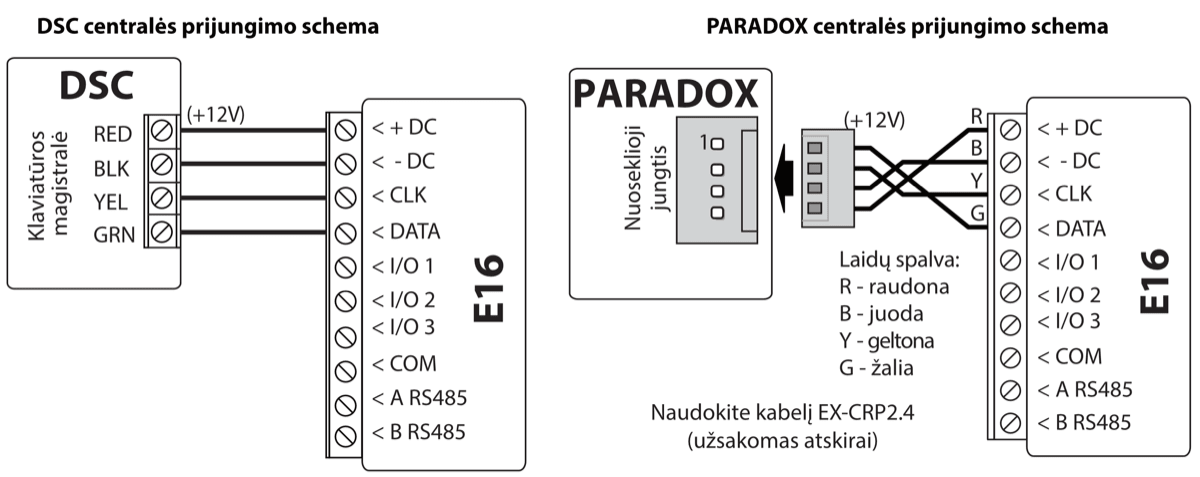 DSC centralės prijungimo schema
DSC
Klaviatūros
magistralė
(+12V)
RED
BLK
YEL
GRN
< + DC
< - DC
< CLK
< DATA
< I/O 1
< I/O 2
< I/O 3
< COM
< A RS485
< B RS485
E16
PARADOX centralės prijungimo schema
PARADOX
Nuoseklioji
jungtis
1
(+12V)
R
B
Y
G
< + DC
< - DC
< CLK
< DATA
< I/O 1
< I/O 2
< I/O 3
< COM
< A RS485
< B RS485
E16
Laidų spalva:
R - raudona
B - juoda
Y - geltona
G - žalia
Naudokite kabelį EX-CRP2.4
(užsakomas atskirai)